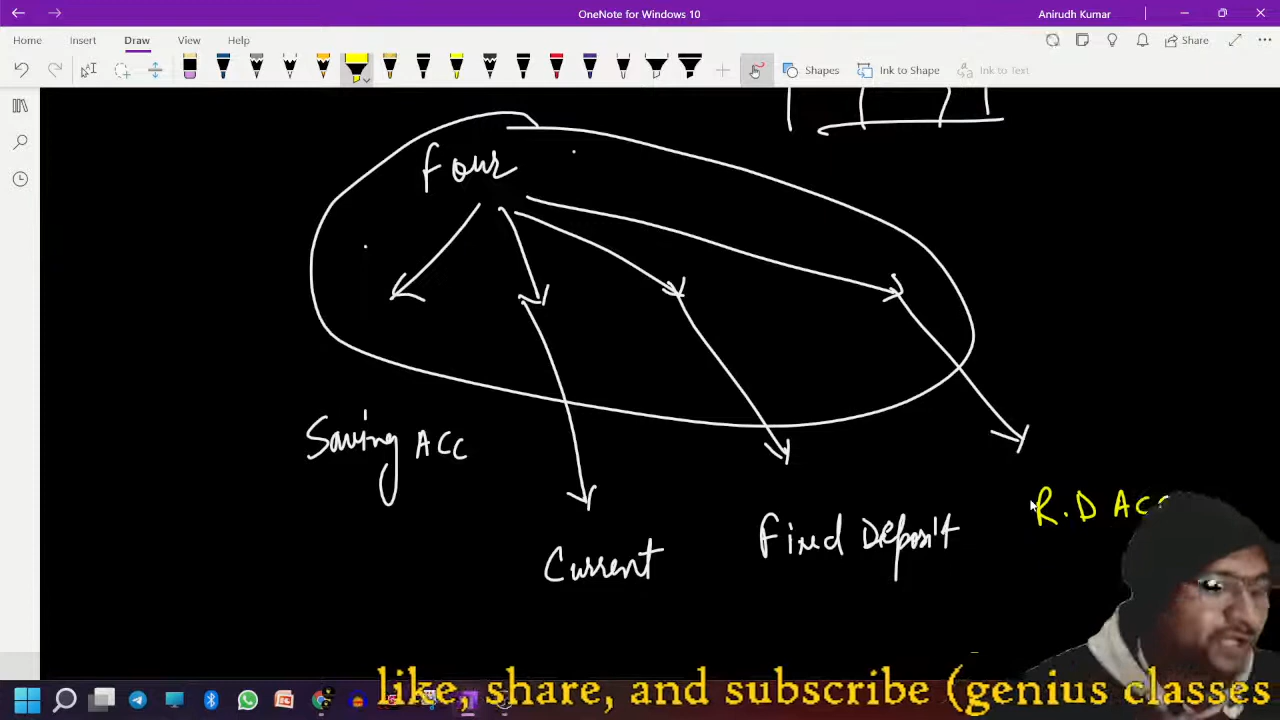 OneNote for Windows 10
Anirudh Kumar
Home Insert Draw View Help
Share
Shapes
Ink to Shape
Ink to Text
four
Saving ACC
Current
fixed Deposit
R.D ACC
like, share, and subscribe (genius classes